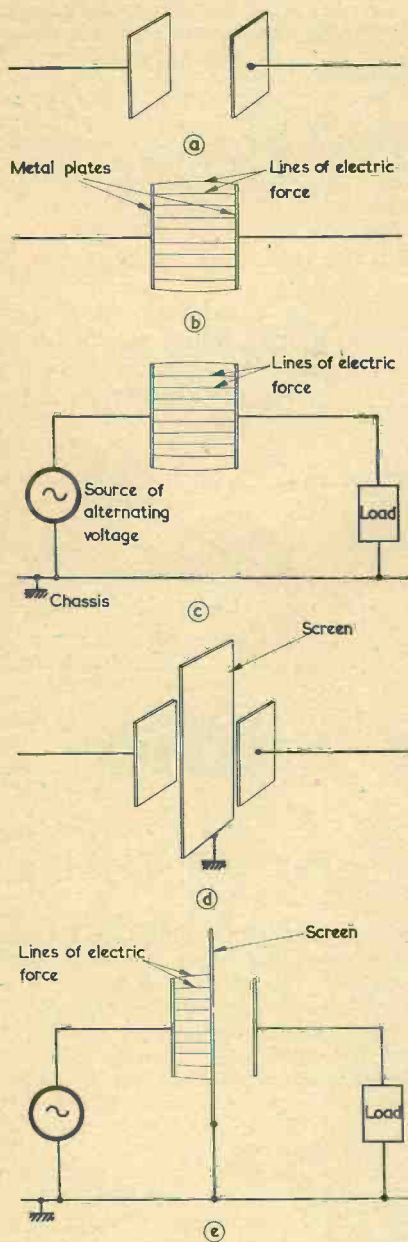 a
Metal plates
Lines of electric
force
b
Lines of electric
force
Source of
alternating
voltage
Load
Chassis
c
Screen
d
Screen
Lines of electric
force
Load
e